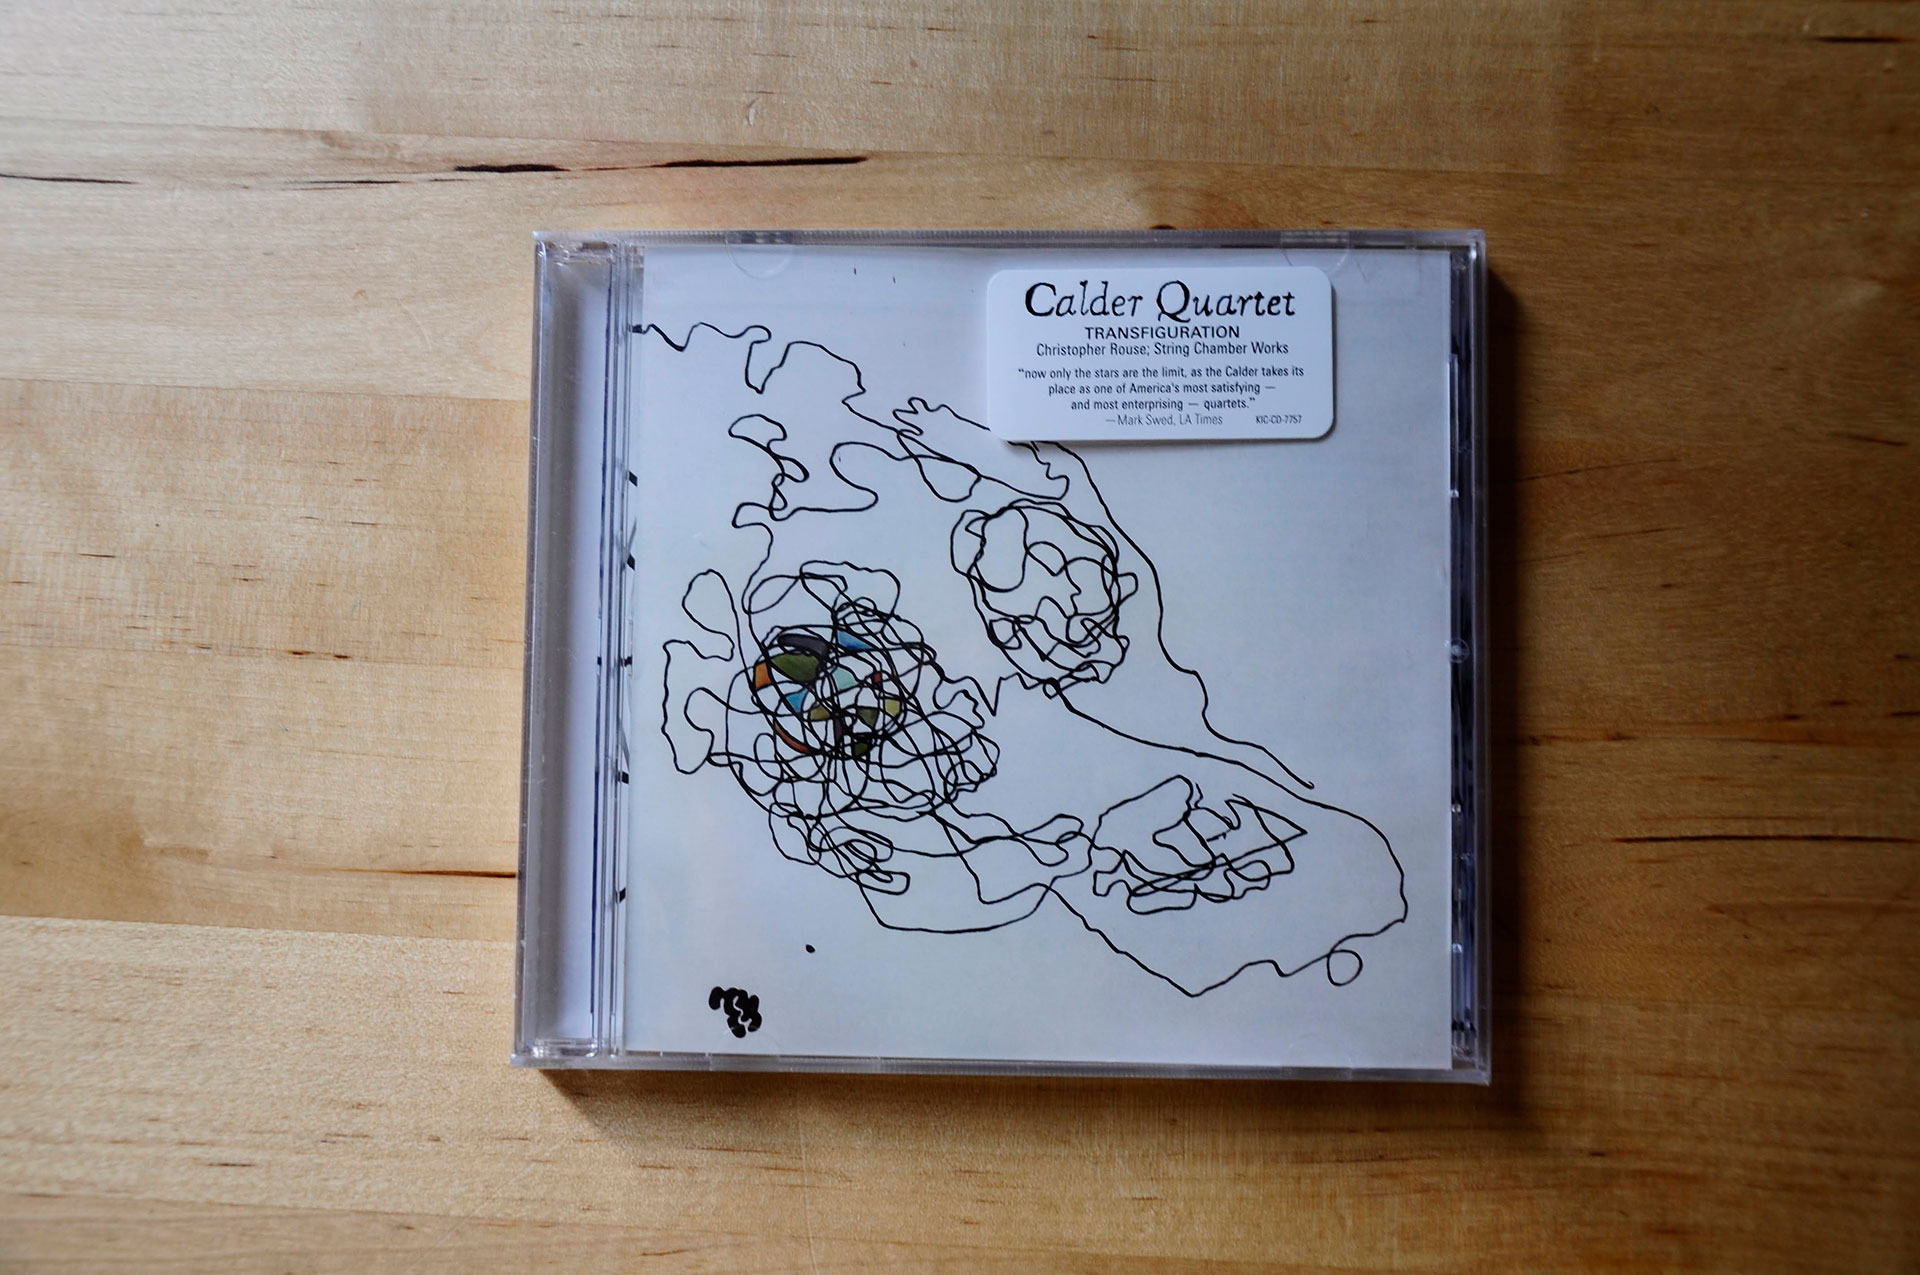 Calder Quartet
TRANSFIGURATION
Christopher Rouse; String Chamber Works
“now only the stars are the limit, as the Calder takes its
place as one of America's most satisfying —
and most enterprising — quartets.”
—Mark Swed, LA Times KIC-CD-7757